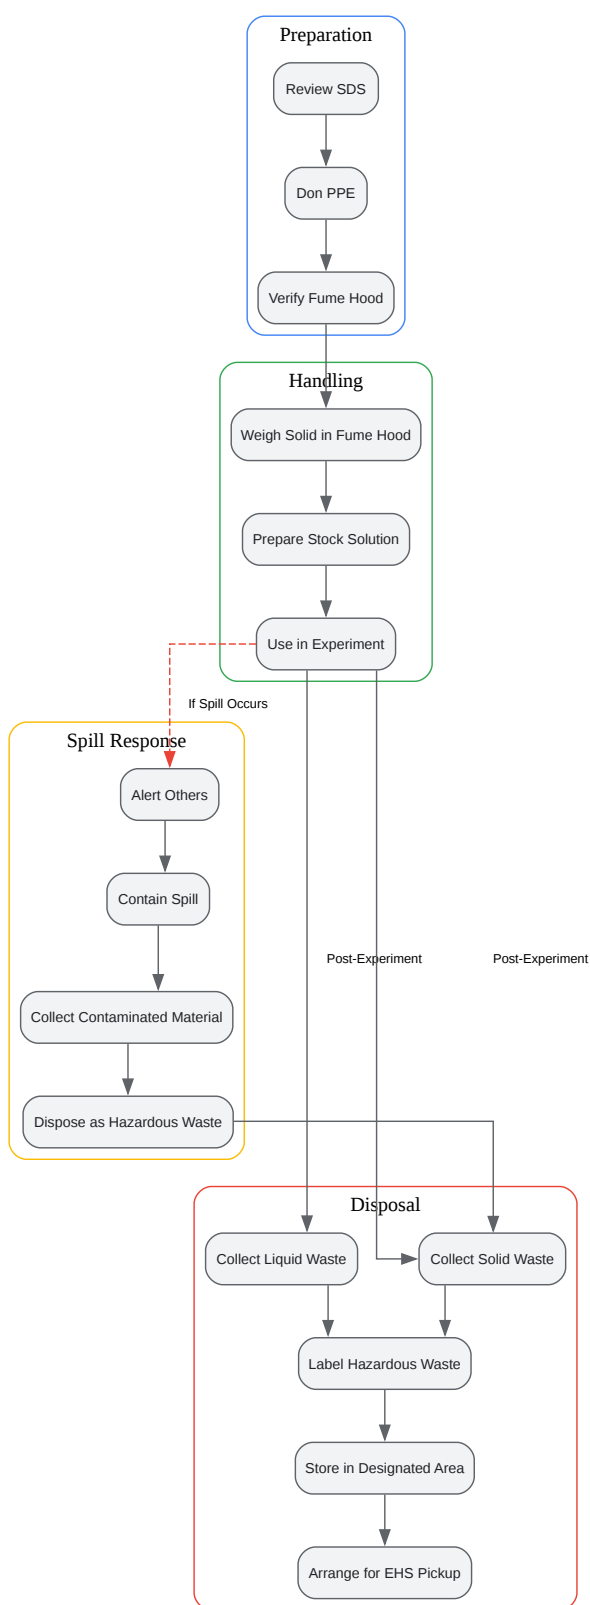 Preparation
Review SDS
Don PPE
Verify Fume Hood
Handling
Weigh Solid in Fume Hood
Prepare Stock Solution
Use in Experiment
If Spill Occurs
Spill Response
Alert Others
Contain Spill
Post-Experiment
Post-Experiment
Collect Contaminated Material
Dispose as Hazardous Waste
Disposal
Collect Liquid Waste
Collect Solid Waste
Label Hazardous Waste
Store in Designated Area
Arrange for EHS Pickup